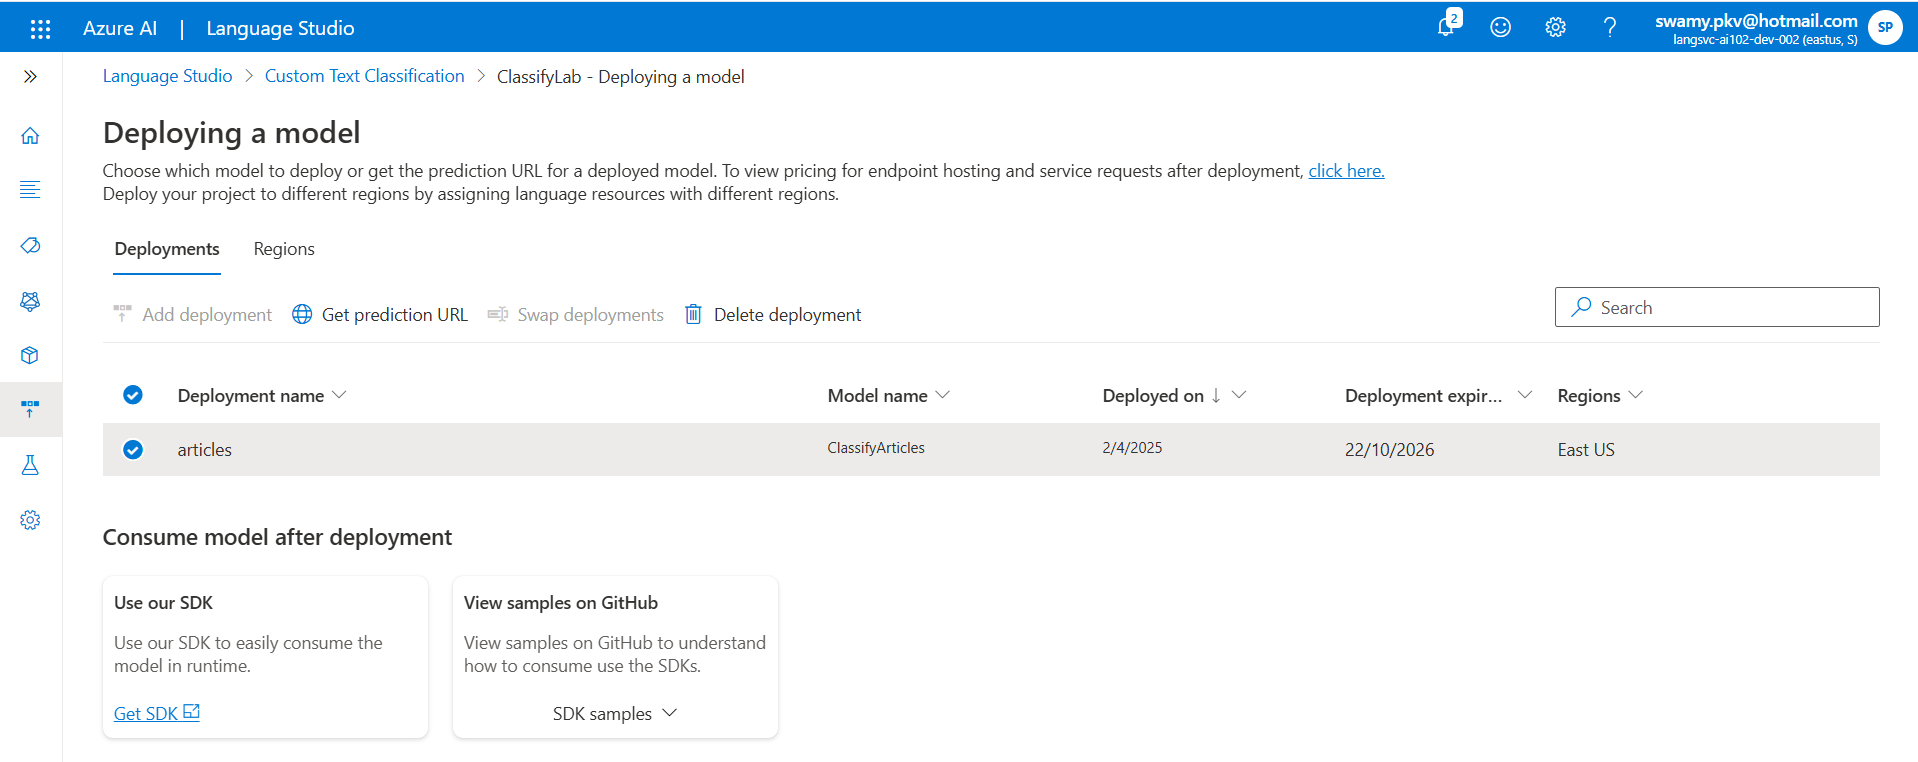 Azure AI | Language Studio
2
swamy.pkv@hotmail.com
langsvc-ai102-dev-002 (eastus, S)
SP
Language Studio > Custom Text Classification > ClassifyLab - Deploying a model
Deploying a model
Choose which model to deploy or get the prediction URL for a deployed model. To view pricing for endpoint hosting and service requests after deployment, click here.
Deploy your project to different regions by assigning language resources with different regions.
Deployments Regions
Add deployment Get prediction URL Swap deployments Delete deployment
Search
Deployment name Model name Deployed on ↓ Deployment expir... Regions
articles ClassifyArticles 2/4/2025 22/10/2026 East US
Consume model after deployment
Use our SDK
Use our SDK to easily consume the
model in runtime.
Get SDK
View samples on GitHub
View samples on GitHub to understand
how to consume use the SDKs.
SDK samples